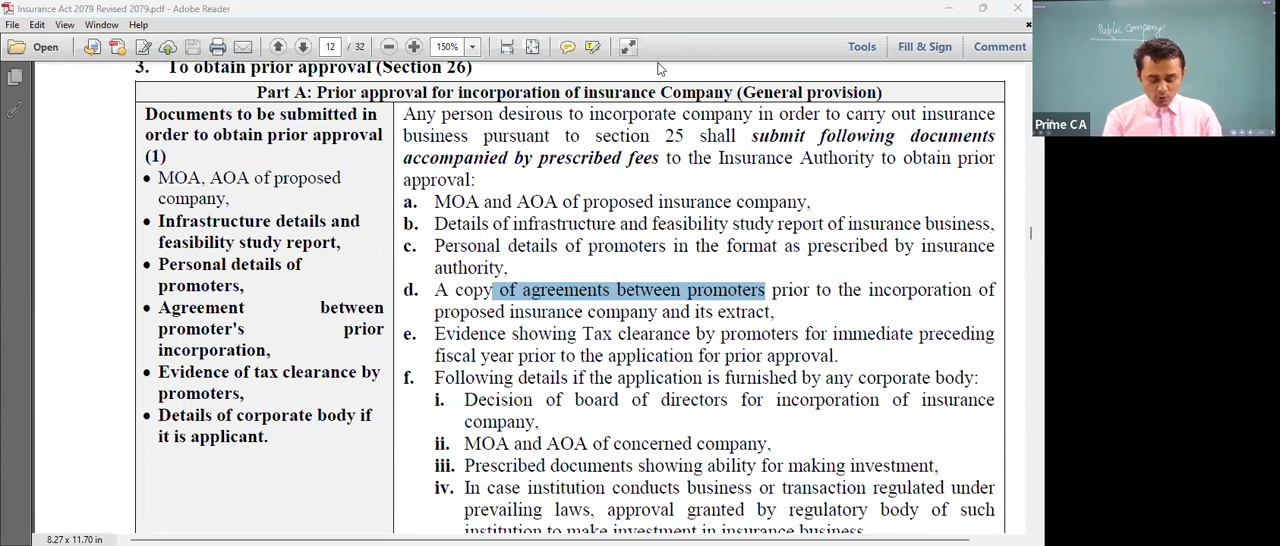 Insurance Act 2079 Revised 2079.pdf - Adobe Reader
File Edit View Window Help
Open
12 / 32
150%
Tools Fill & Sign Comment
3. To obtain prior approval (Section 26)
Part A: Prior approval for incorporation of insurance Company (General provision)
Documents to be submitted in
order to obtain prior approval
(1)
• MOA, AOA of proposed
company,
• Infrastructure details and
feasibility study report,
• Personal details of
promoters,
• Agreement between
promoter's prior
incorporation,
• Evidence of tax clearance by
promoters,
• Details of corporate body if
it is applicant.
Any person desirous to incorporate company in order to carry out insurance
business pursuant to section 25 shall submit following documents
accompanied by prescribed fees to the Insurance Authority to obtain prior
approval:
a. MOA and AOA of proposed insurance company,
b. Details of infrastructure and feasibility study report of insurance business,
c. Personal details of promoters in the format as prescribed by insurance
authority,
d. A copy of agreements between promoters prior to the incorporation of
proposed insurance company and its extract,
e. Evidence showing Tax clearance by promoters for immediate preceding
fiscal year prior to the application for prior approval.
f. Following details if the application is furnished by any corporate body:
i. Decision of board of directors for incorporation of insurance
company,
ii. MOA and AOA of concerned company,
iii. Prescribed documents showing ability for making investment,
iv. In case institution conducts business or transaction regulated under
prevailing laws, approval granted by regulatory body of such
institution to make investment in insurance business
8.27 x 11.70 in
Public Company
Prime CA